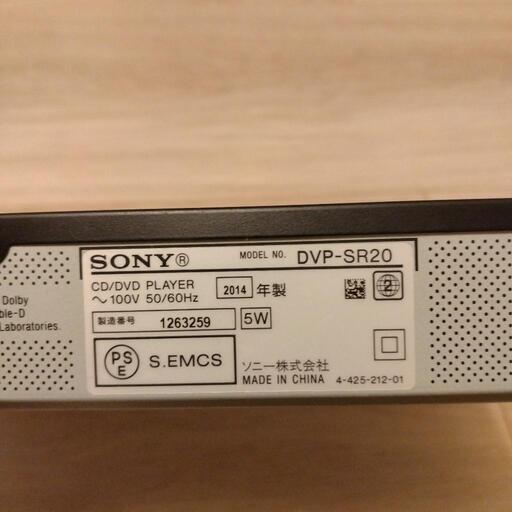 SONY® MODEL NO. DVP-SR20
CD/DVD PLAYER
～100V 50/60Hz 2014 年製
製造番号 1263259 5W
2
PSE S.EMCS
ソニー株式会社
MADE IN CHINA 4-425-212-01
Dolby
ble-D
Laboratories.